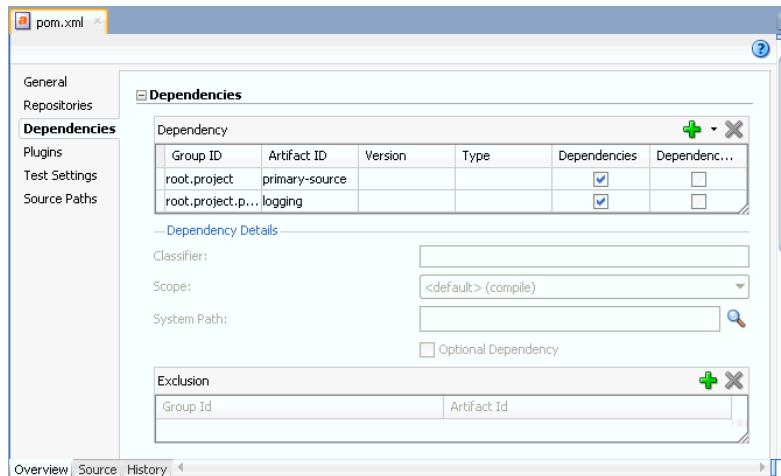 pom.xml
General
Repositories
Dependencies
Plugins
Test Settings
Source Paths
Dependencies
Dependency
Group ID Artifact ID Version Type Dependencies Dependenc...
root.project primary-source
root.project.p... logging
Dependency Details
Classifier:
Scope: <default> (compile)
System Path:
Optional Dependency
Exclusion
Group Id Artifact Id
Overview Source History